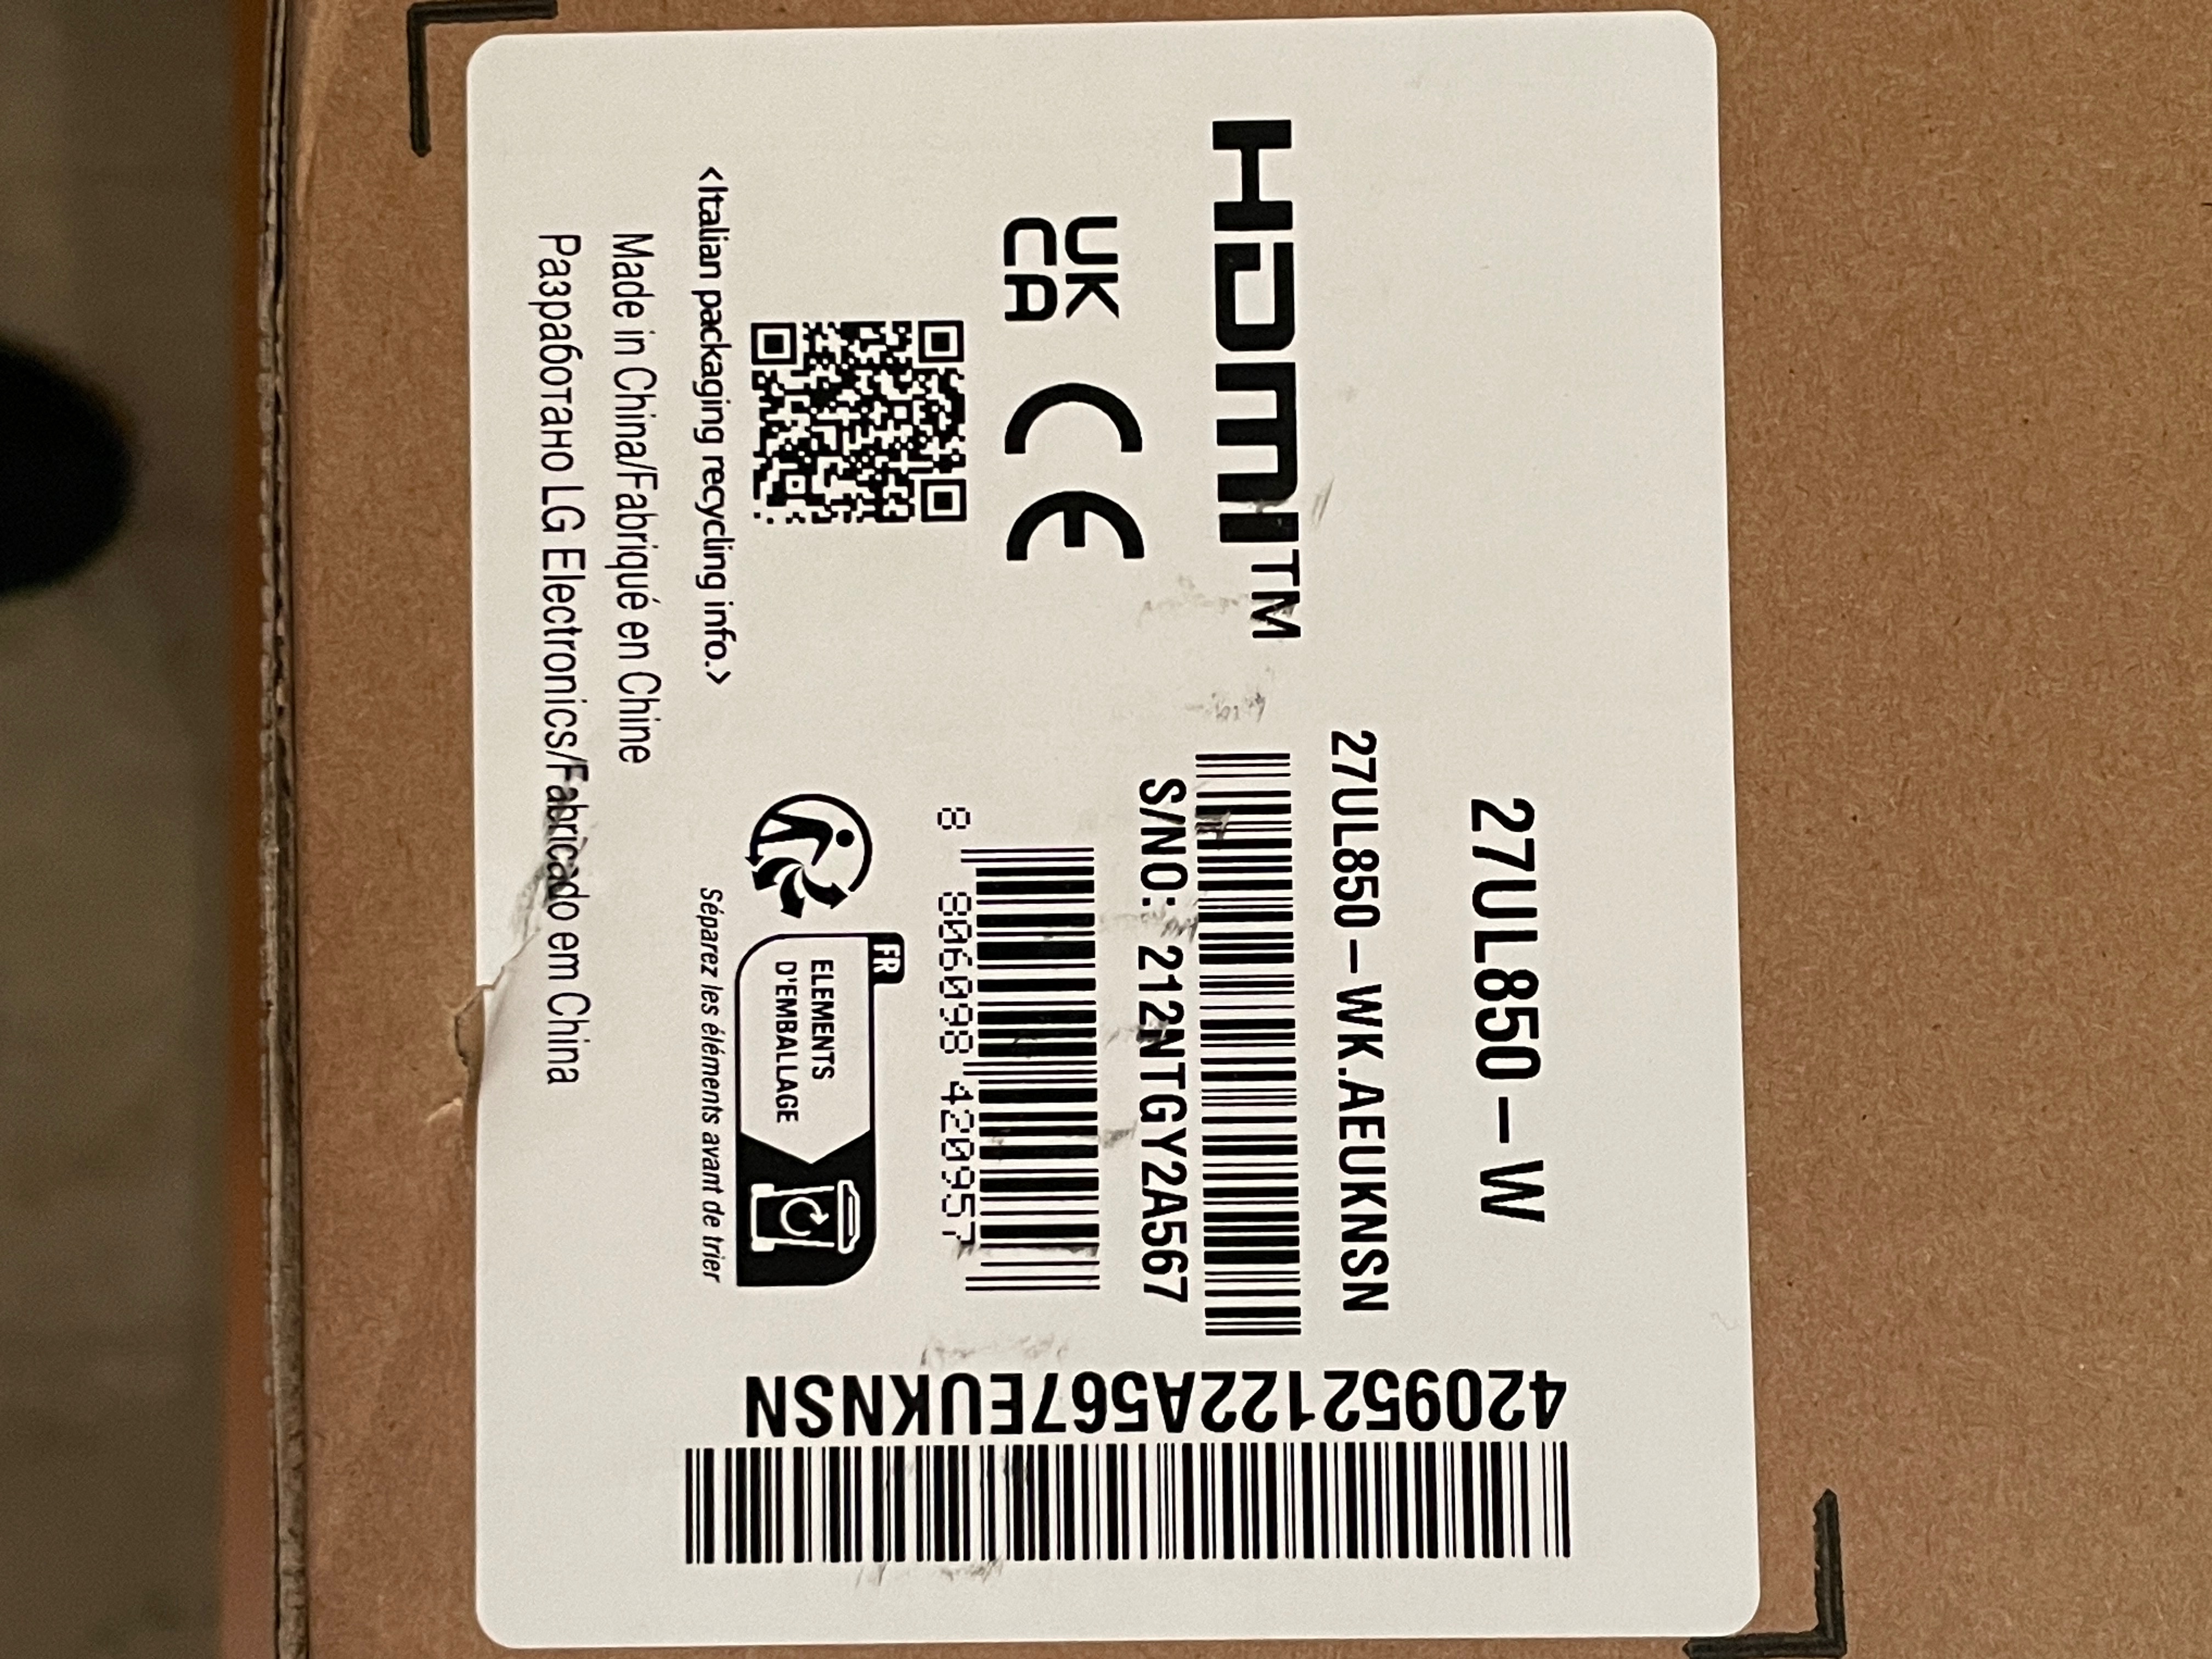 27UL850-W
HDMI™
27UL850-WK.AEUKNSN
S/NO: 212NTGY2A567
UK
CA
CE
8 806098 420957
FR
ELEMENTS
D'EMBALLAGE
Séparez les éléments avant de trier
<Italian packaging recycling info.>
Made in China/Fabriqué en Chine
Разработано LG Electronics/Fabricado em China
420952122A567EUKNSN